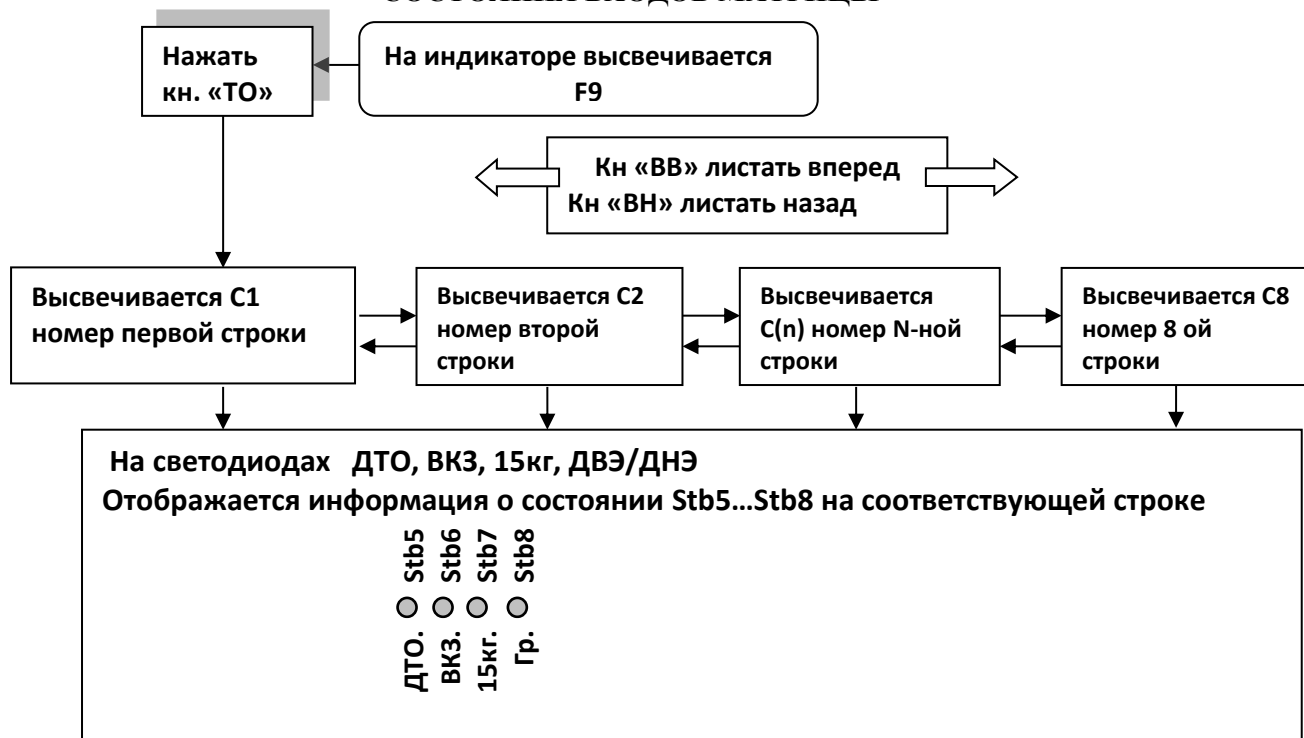 СОСТОЯНИЯ ВХОДОВ МАТРИЦЫ
Нажать
кн. «ТО»
На индикаторе высвечивается
F9
Кн «ВВ» листать вперед
Кн «ВН» листать назад
Высвечивается С1
номер первой строки
Высвечивается С2
номер второй
строки
Высвечивается
С(n) номер N-ной
строки
Высвечивается С8
номер 8 ой
строки
На светодиодах ДТО, ВКЗ, 15кг, ДВЭ/ДНЭ
Отображается информация о состоянии Stb5…Stb8 на соответствующей строке
Stb5
Stb6
Stb7
Stb8
ДТО.
ВКЗ.
15кг.
Гр.